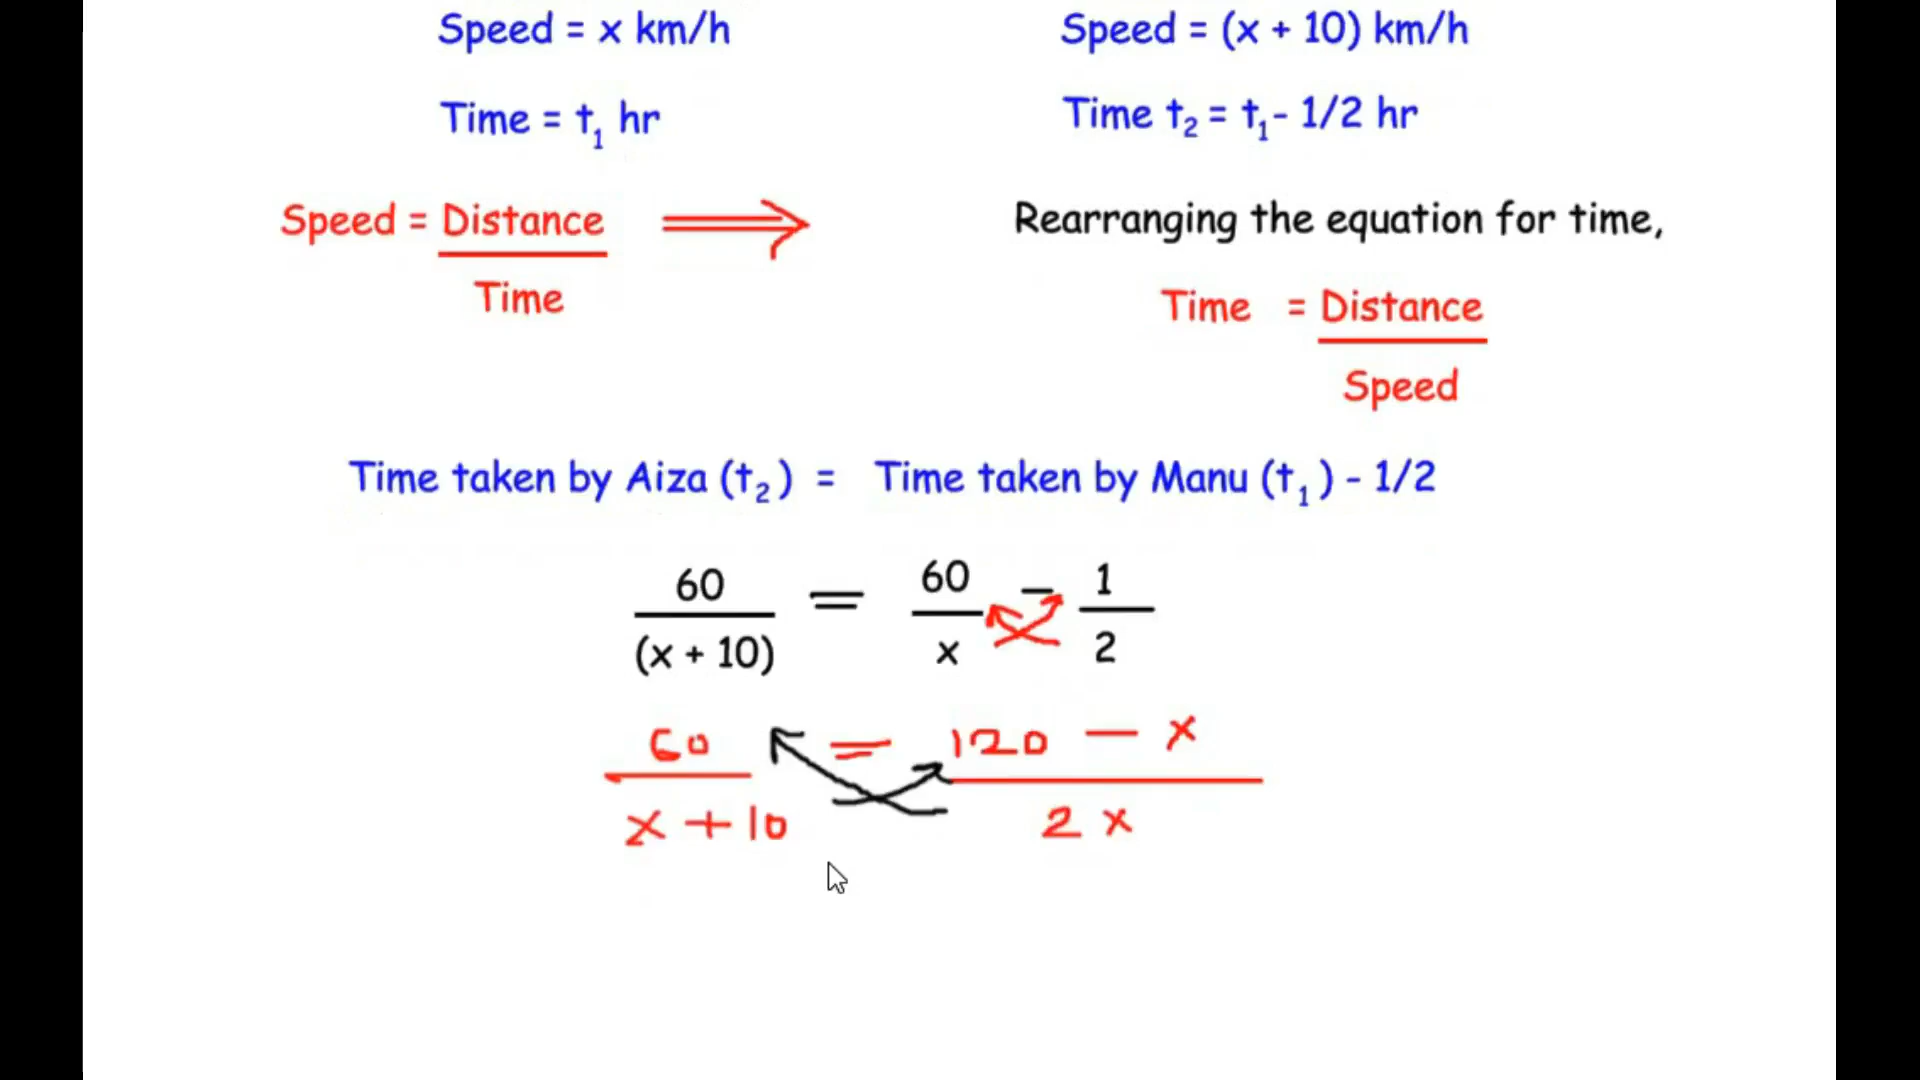 Speed = x km/h
Speed = (x + 10) km/h
Time = t₁ hr
Time t₂ = t₁ - 1/2 hr
Speed = Distance
Time
Rearranging the equation for time,
Time = Distance
Speed
Time taken by Aiza (t₂) = Time taken by Manu (t₁) - 1/2
60 = 60 - 1
(x + 10) x 2
60 = 120 - x
x + 10 2x